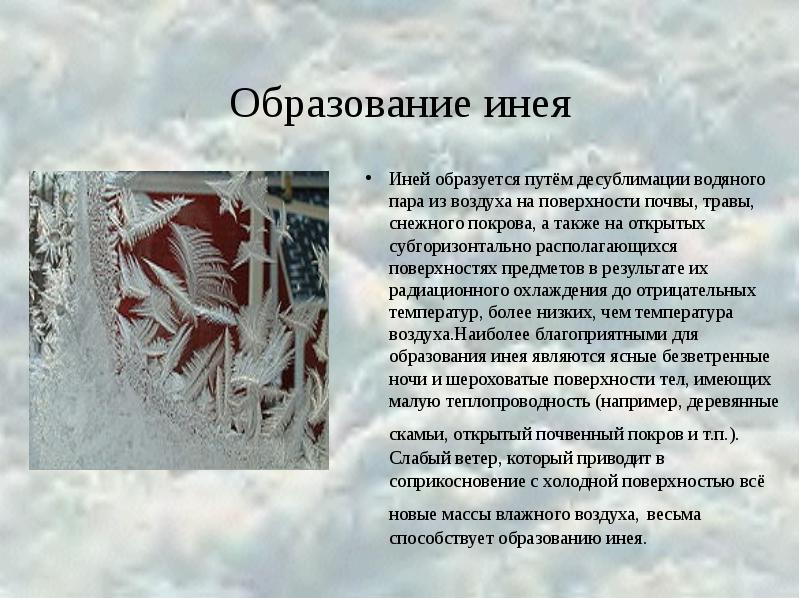 Образование инея
• Иней образуется путём десублимации водяного
пара из воздуха на поверхности почвы, травы,
снежного покрова, а также на открытых
субгоризонтально располагающихся
поверхностях предметов в результате их
радиационного охлаждения до отрицательных
температур, более низких, чем температура
воздуха.Наиболее благоприятными для
образования инея являются ясные безветренные
ночи и шероховатые поверхности тел, имеющих
малую теплопроводность (например, деревянные
скамьи, открытый почвенный покров и т.п.).
Слабый ветер, который приводит в
соприкосновение с холодной поверхностью всё
новые массы влажного воздуха, весьма
способствует образованию инея.